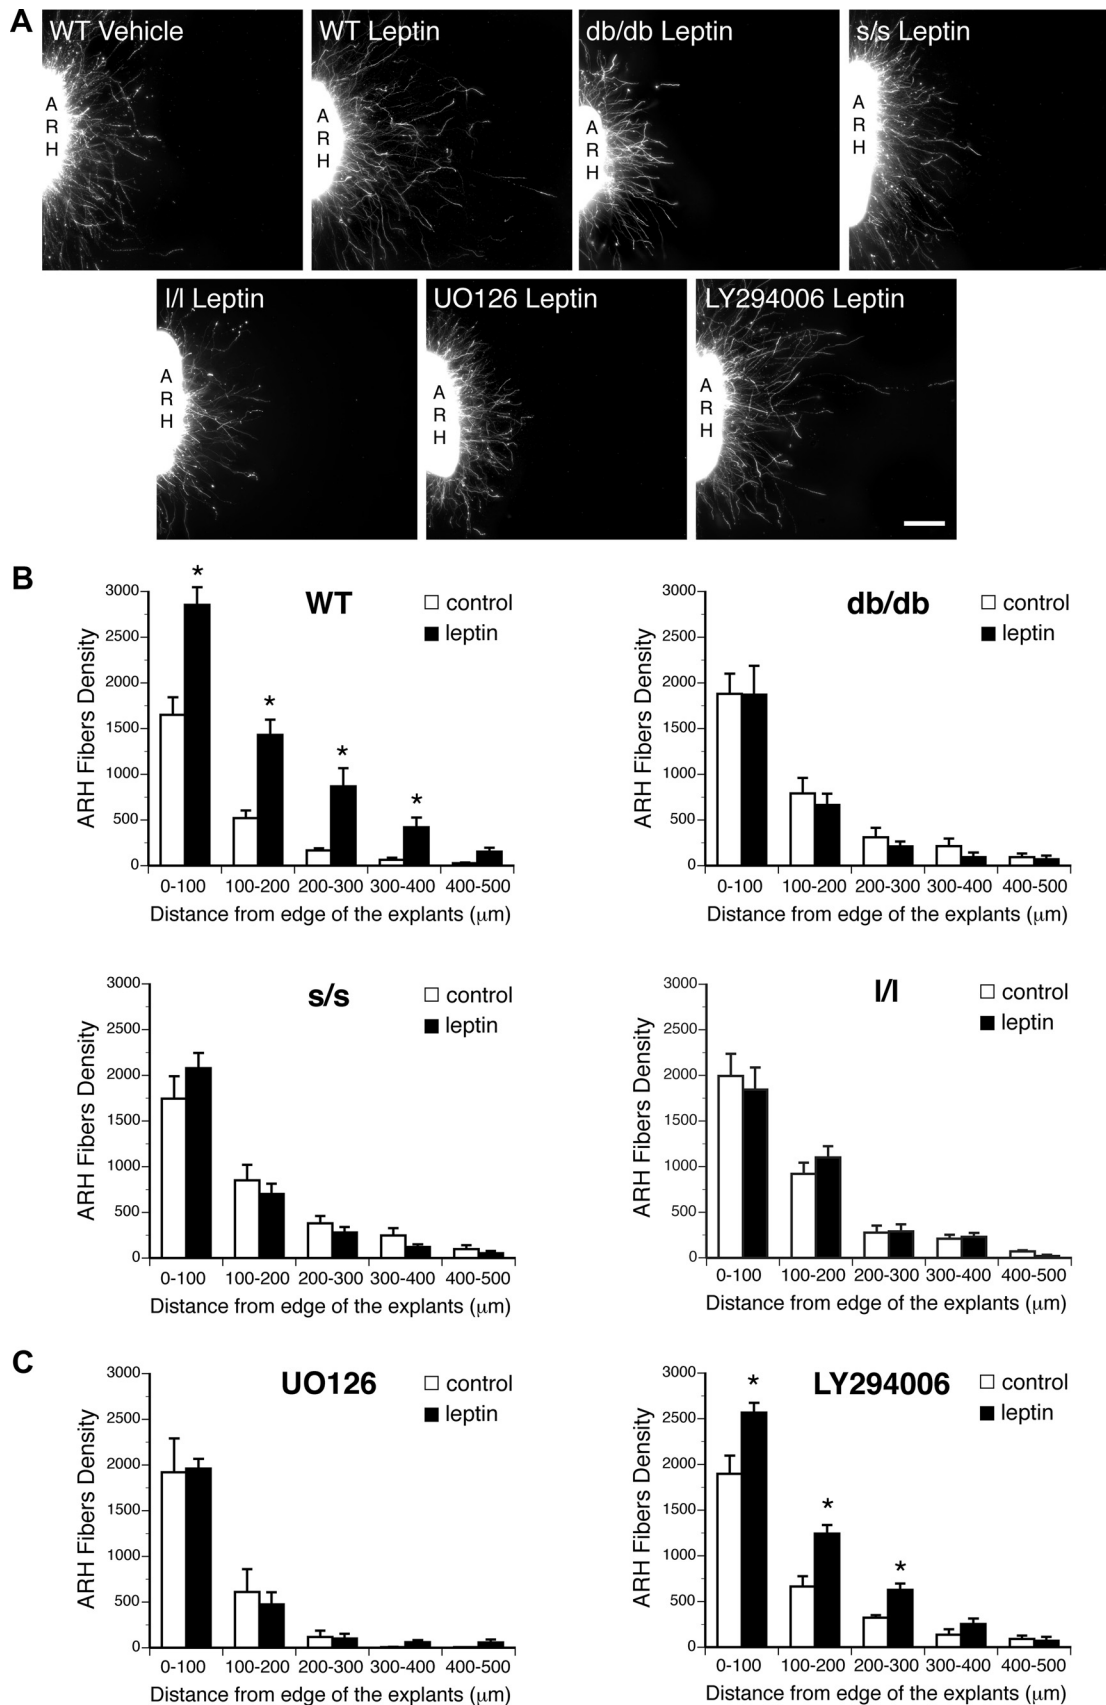 A
WT Vehicle
WT Leptin
db/db Leptin
s/s Leptin
A
R
H
A
R
H
A
R
H
A
R
H
l/l Leptin
UO126 Leptin
LY294006 Leptin
A
R
H
A
R
H
A
R
H
B
WT
control
leptin
*
*
*
*
ARH Fibers Density
3000
2500
2000
1500
1000
500
0
0-100 100-200 200-300 300-400 400-500
Distance from edge of the explants (μm)
db/db
control
leptin
ARH Fibers Density
3000
2500
2000
1500
1000
500
0
0-100 100-200 200-300 300-400 400-500
Distance from edge of the explants (μm)
s/s
control
leptin
ARH Fibers Density
3000
2500
2000
1500
1000
500
0
0-100 100-200 200-300 300-400 400-500
Distance from edge of the explants (μm)
l/l
control
leptin
ARH Fibers Density
3000
2500
2000
1500
1000
500
0
0-100 100-200 200-300 300-400 400-500
Distance from edge of the explants (μm)
C
UO126
control
leptin
ARH Fibers Density
3000
2500
2000
1500
1000
500
0
0-100 100-200 200-300 300-400 400-500
Distance from edge of the explants (μm)
LY294006
control
leptin
*
*
*
ARH Fibers Density
3000
2500
2000
1500
1000
500
0
0-100 100-200 200-300 300-400 400-500
Distance from edge of the explants (μm)